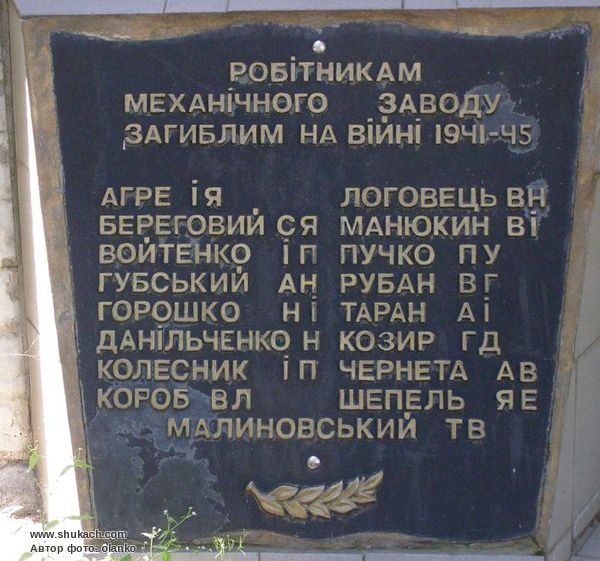 РОБІТНИКАМ
МЕХАНІЧНОГО ЗАВОДУ
ЗАГИБЛИМ НА ВІЙНІ 1941-45
АГРЕ ІЯ
БЕРЕГОВИЙ СЯ
ВОЙТЕНКО ІП
ГУБСЬКИЙ АН
ГОРОШКО НІ
ДАНІЛЬЧЕНКО Н
КОЛЕСНИК ІП
КОРОБ ВЛ
ЛОГОВЕЦЬ ВН
МАНЮКИН ВІ
ПУЧКО ПУ
РУБАН ВГ
ТАРАН АІ
КОЗИР ГД
ЧЕРНЕТА АВ
ШЕПЕЛЬ ЯЕ
МАЛИНОВСЬКИЙ ТВ
www.shukach.com
Автор фото: olanko